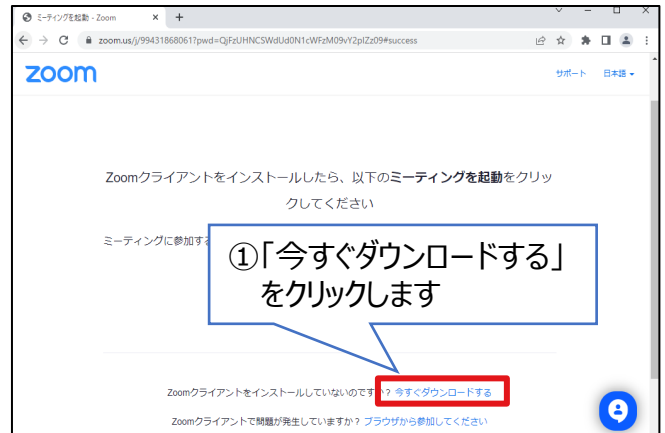 ミーティングを起動 - Zoom
zoom.us/j/99431868061?pwd=QjFzUHNCSWdUd0N1cWFzM09vY2plZz09#success
zoom
サポート 日本語
Zoomクライアントをインストールしたら、以下のミーティングを起動をクリッ
クしてください
ミーティングに参加する
①「今すぐダウンロードする」
をクリックします
Zoomクライアントをインストールしていないのです か? 今すぐダウンロードする
Zoomクライアントで問題が発生していますか? ブラウザから参加してください